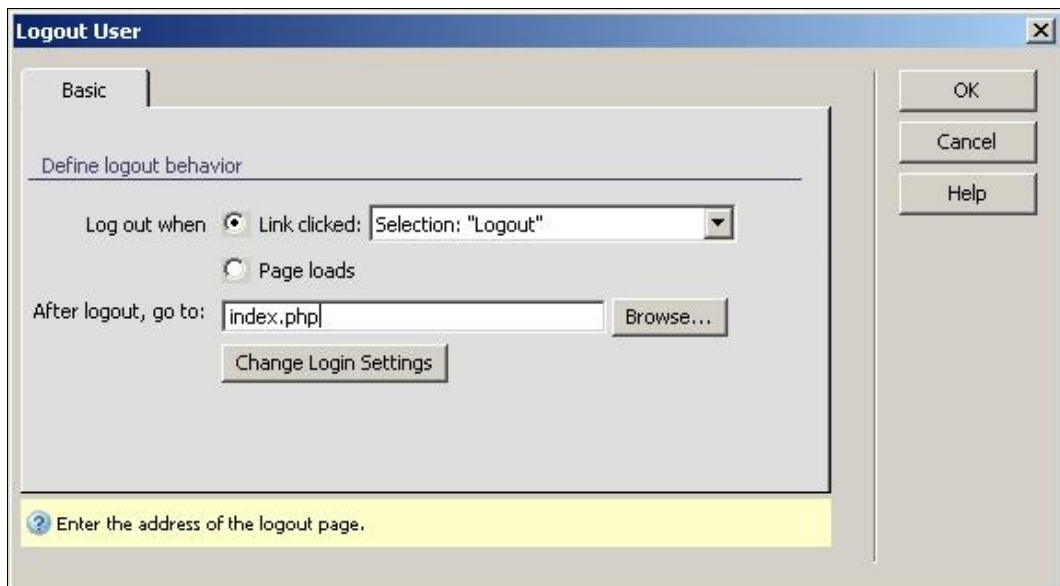 Logout User
Basic
OK
Cancel
Help
Define logout behavior
Log out when Link clicked: Selection: "Logout"
Page loads
After logout, go to: index.php Browse...
Change Login Settings
Enter the address of the logout page.